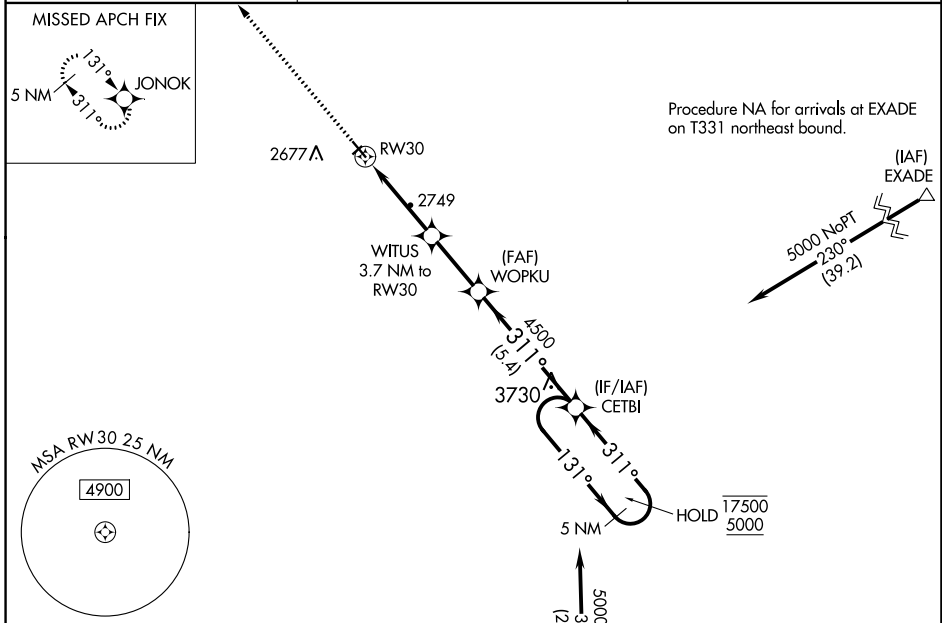 MISSED APCH FIX
131°
JONOK
5 NM
311°
2677
RW30
Procedure NA for arrivals at EXADE
on T331 northeast bound.
(IAF)
EXADE
2749
5000 NoPT
230°
(39.2)
WITUS
3.7 NM to
RW30
(FAF)
WOPKU
4500
311°
(5.4)
3730
(IF/IAF)
CETBI
131°
311°
HOLD
17500
5000
5 NM
MSA RW30 25 NM
4900
5000
3
(2